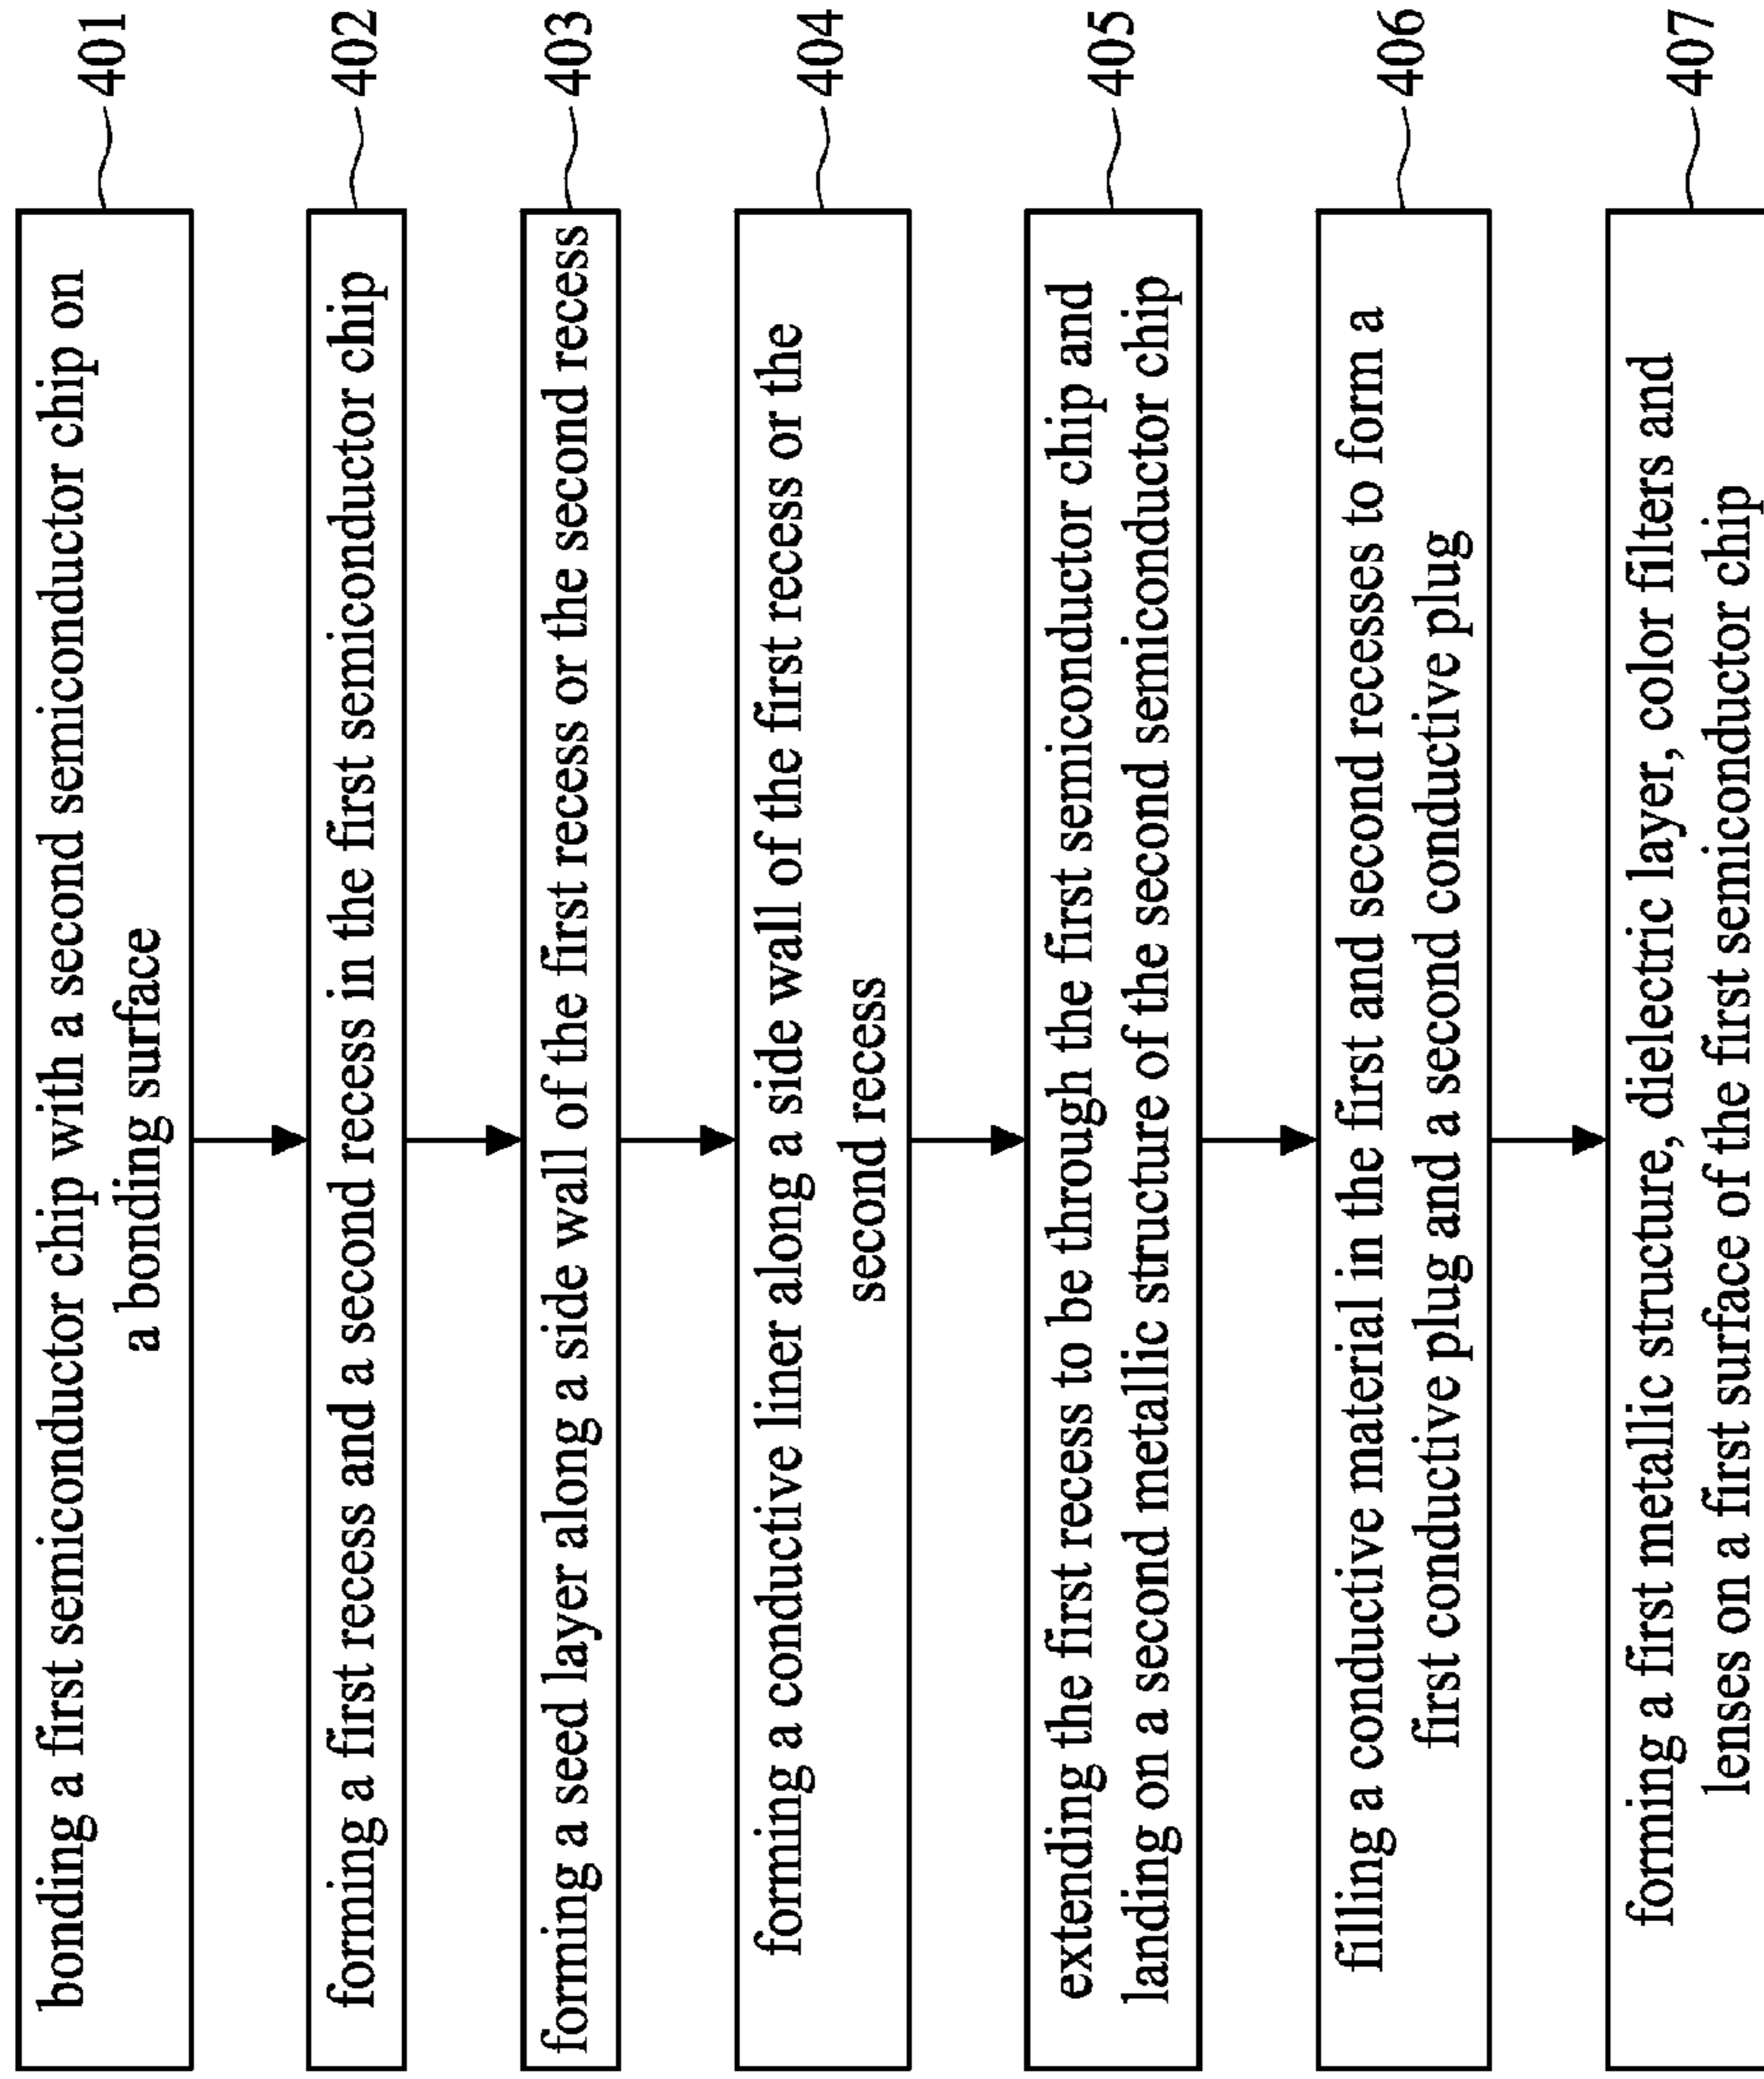 bonding a first semiconductor chip with a second semiconductor chip on
a bonding surface
401
forming a first recess and a second recess in the first semiconductor chip
402
forming a seed layer along a side wall of the first recess or the second recess
403
forming a conductive liner along a side wall of the first recess or the
second recess
404
extending the first recess to be through the first semiconductor chip and
landing on a second metallic structure of the second semiconductor chip
405
filling a conductive material in the first and second recesses to form a
first conductive plug and a second conductive plug
406
forming a first metallic structure, dielectric layer, color filters and
lenses on a first surface of the first semiconductor chip
407